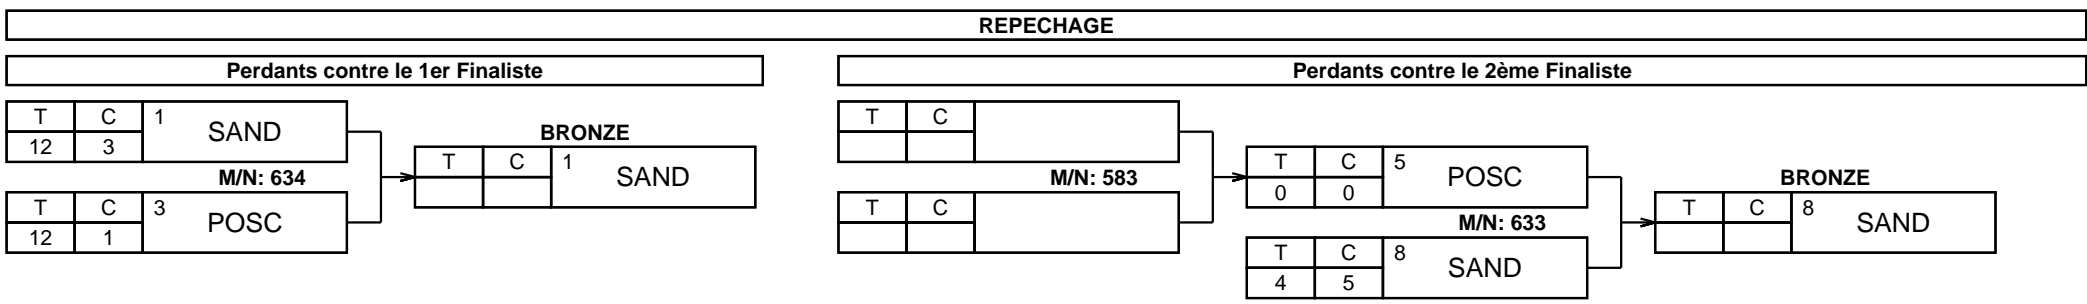 REPECHAGE
Perdants contre le 1er Finaliste
Perdants contre le 2ème Finaliste
T C 1 SAND
12 3
M/N: 634
T C 3 POSC
12 1
BRONZE
T C 1 SAND
T C
M/N: 583
T C
T C 5 POSC
0 0
M/N: 633
T C 8 SAND
4 5
BRONZE
T C 8 SAND